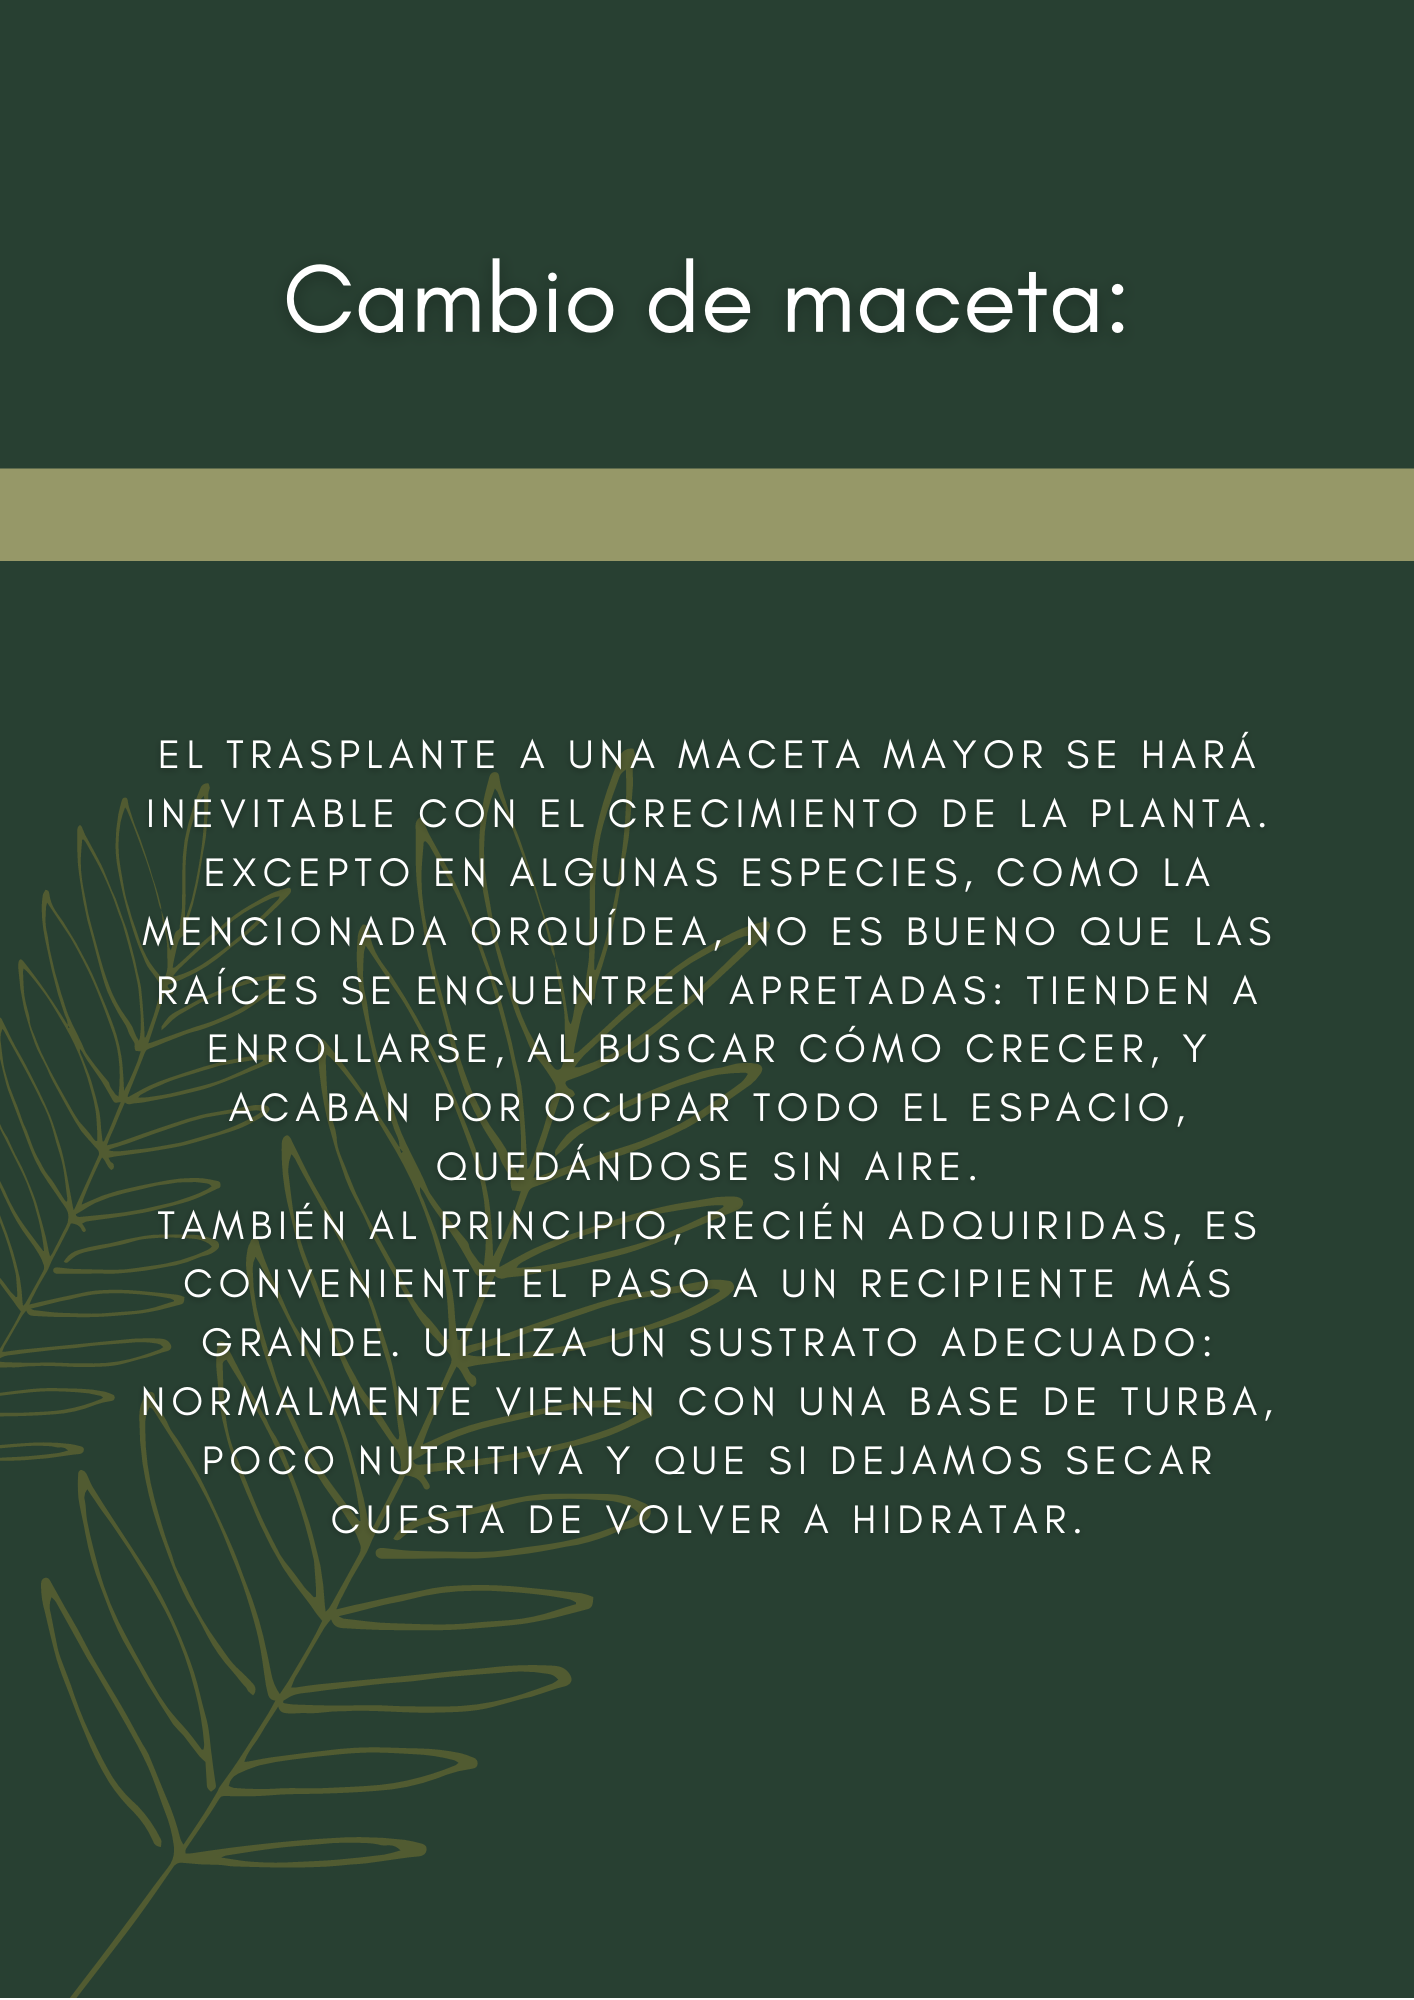 Cambio de maceta:
EL TRASPLANTE A UNA MACETA MAYOR SE HARÁ
INEVITABLE CON EL CRECIMIENTO DE LA PLANTA.
EXCEPTO EN ALGUNAS ESPECIES, COMO LA
MENCIONADA ORQUÍDEA, NO ES BUENO QUE LAS
RAÍCES SE ENCUENTREN APRETADAS: TIENDEN A
ENROLLARSE, AL BUSCAR CÓMO CRECER, Y
ACABAN POR OCUPAR TODO EL ESPACIO,
QUEDÁNDOSE SIN AIRE.
TAMBIÉN AL PRINCIPIO, RECIÉN ADQUIRIDAS, ES
CONVENIENTE EL PASO A UN RECIPIENTE MÁS
GRANDE. UTILIZA UN SUSTRATO ADECUADO:
NORMALMENTE VIENEN CON UNA BASE DE TURBA,
POCO NUTRITIVA Y QUE SI DEJAMOS SECAR
CUESTA DE VOLVER A HIDRATAR.